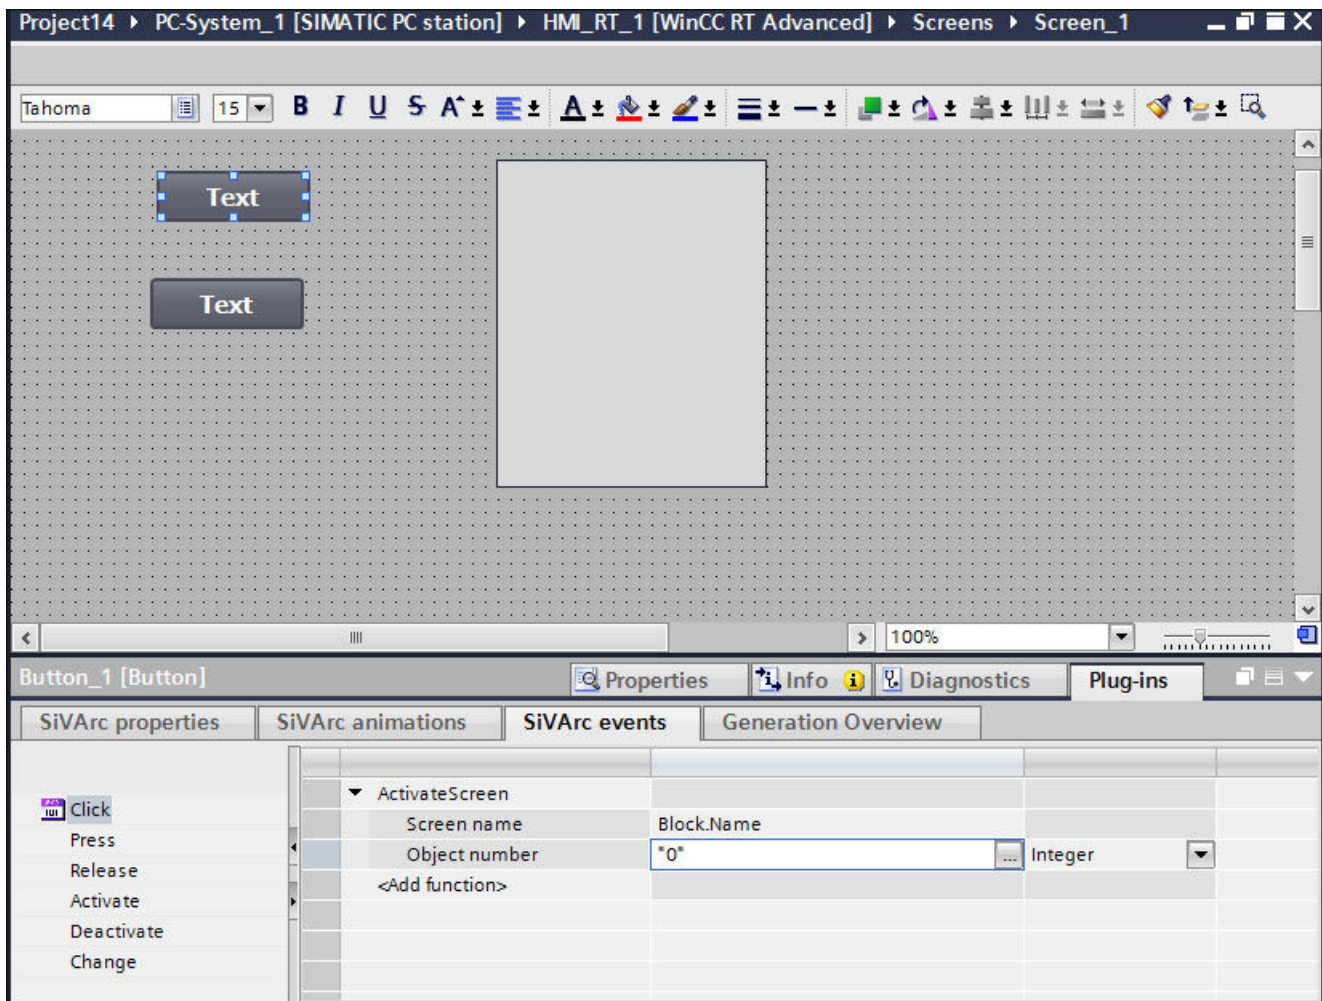 Project14 ▸ PC-System_1 [SIMATIC PC station] ▸ HMI_RT_1 [WinCC RT Advanced] ▸ Screens ▸ Screen_1
Tahoma 15 B I U S A A
Text
Text
100%
Button_1 [Button] Properties Info Diagnostics Plug-ins
SiVArc properties SiVArc animations SiVArc events Generation Overview
ActivateScreen
Click
Screen name Block.Name
Press
Object number "0" ... Integer
Release
<Add function>
Activate
Deactivate
Change